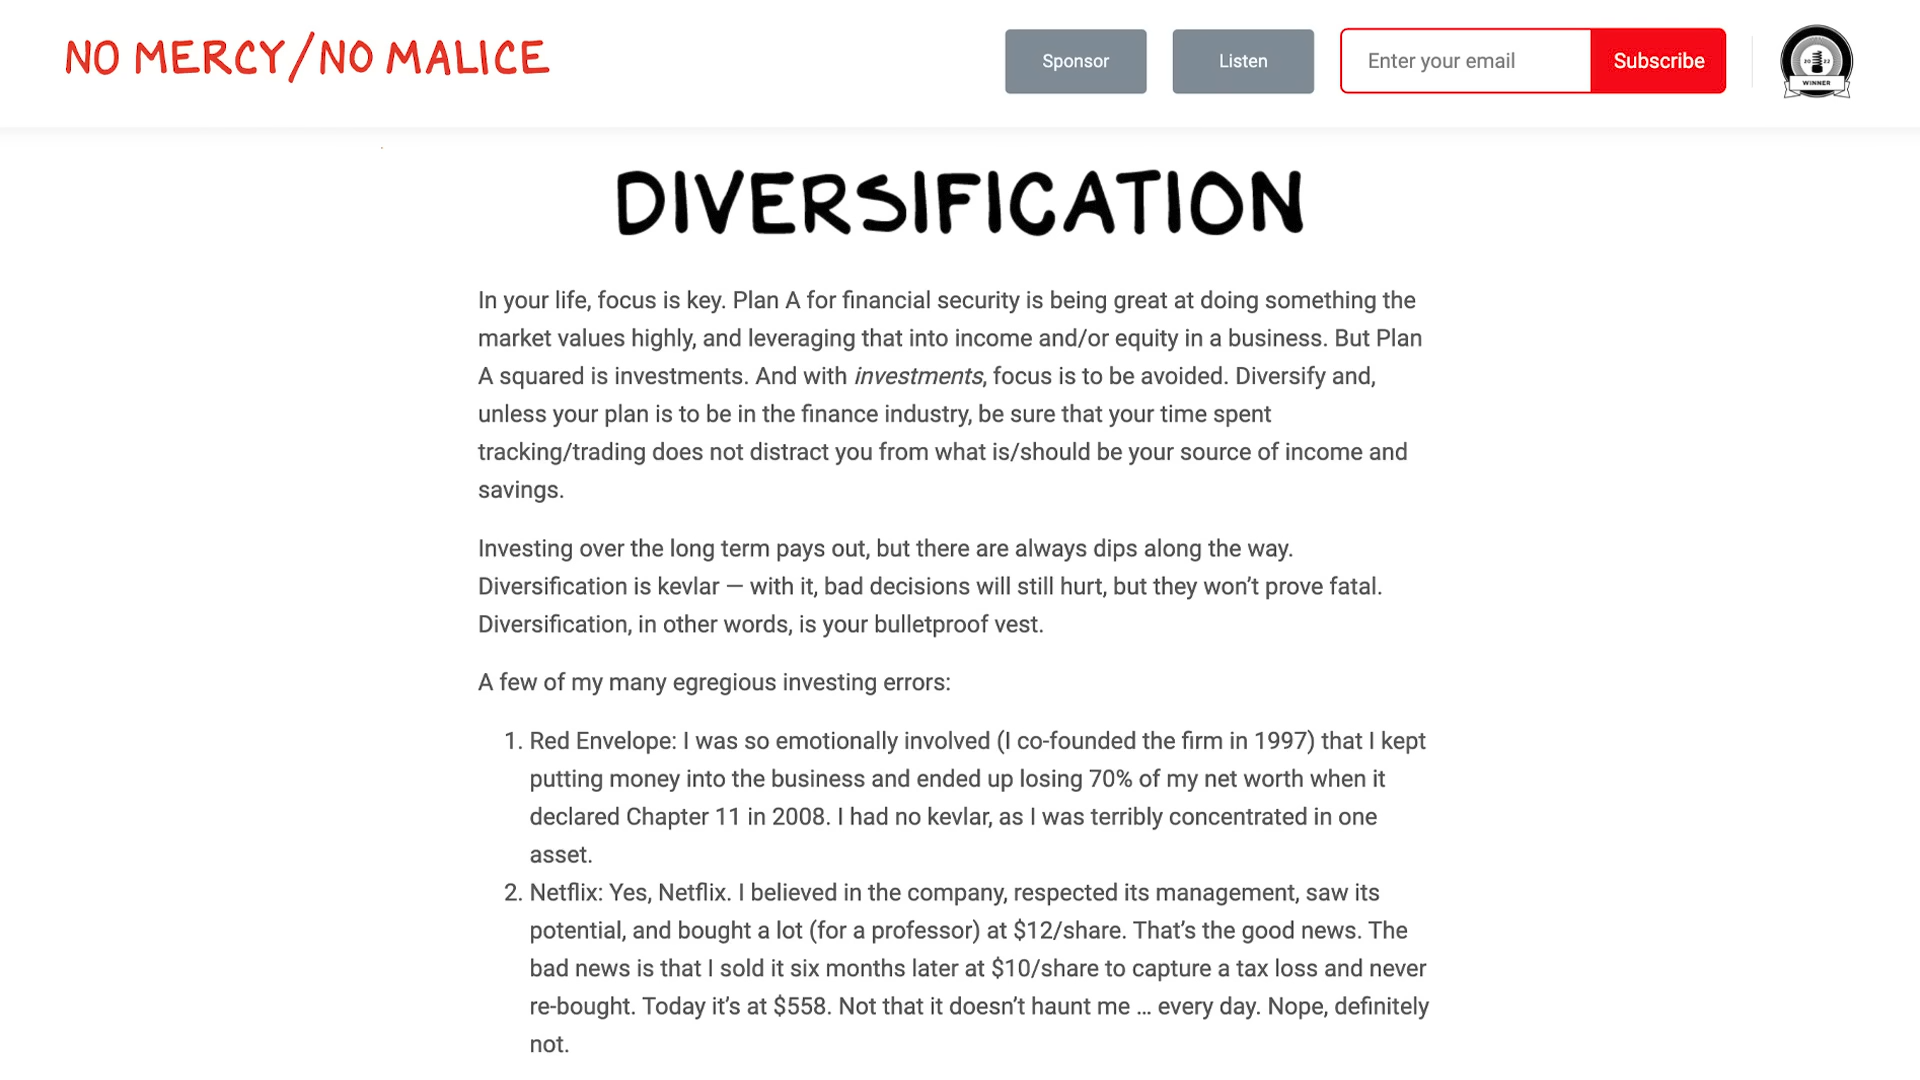 NO MERCY/NO MALICE
Sponsor
Listen
Enter your email
Subscribe
20 22
WINNER
DIVERSIFICATION
In your life, focus is key. Plan A for financial security is being great at doing something the
market values highly, and leveraging that into income and/or equity in a business. But Plan
A squared is investments. And with investments, focus is to be avoided. Diversify and,
unless your plan is to be in the finance industry, be sure that your time spent
tracking/trading does not distract you from what is/should be your source of income and
savings.
Investing over the long term pays out, but there are always dips along the way.
Diversification is kevlar — with it, bad decisions will still hurt, but they won’t prove fatal.
Diversification, in other words, is your bulletproof vest.
A few of my many egregious investing errors:
1. Red Envelope: I was so emotionally involved (I co-founded the firm in 1997) that I kept
putting money into the business and ended up losing 70% of my net worth when it
declared Chapter 11 in 2008. I had no kevlar, as I was terribly concentrated in one
asset.
2. Netflix: Yes, Netflix. I believed in the company, respected its management, saw its
potential, and bought a lot (for a professor) at $12/share. That’s the good news. The
bad news is that I sold it six months later at $10/share to capture a tax loss and never
re-bought. Today it’s at $558. Not that it doesn’t haunt me … every day. Nope, definitely
not.